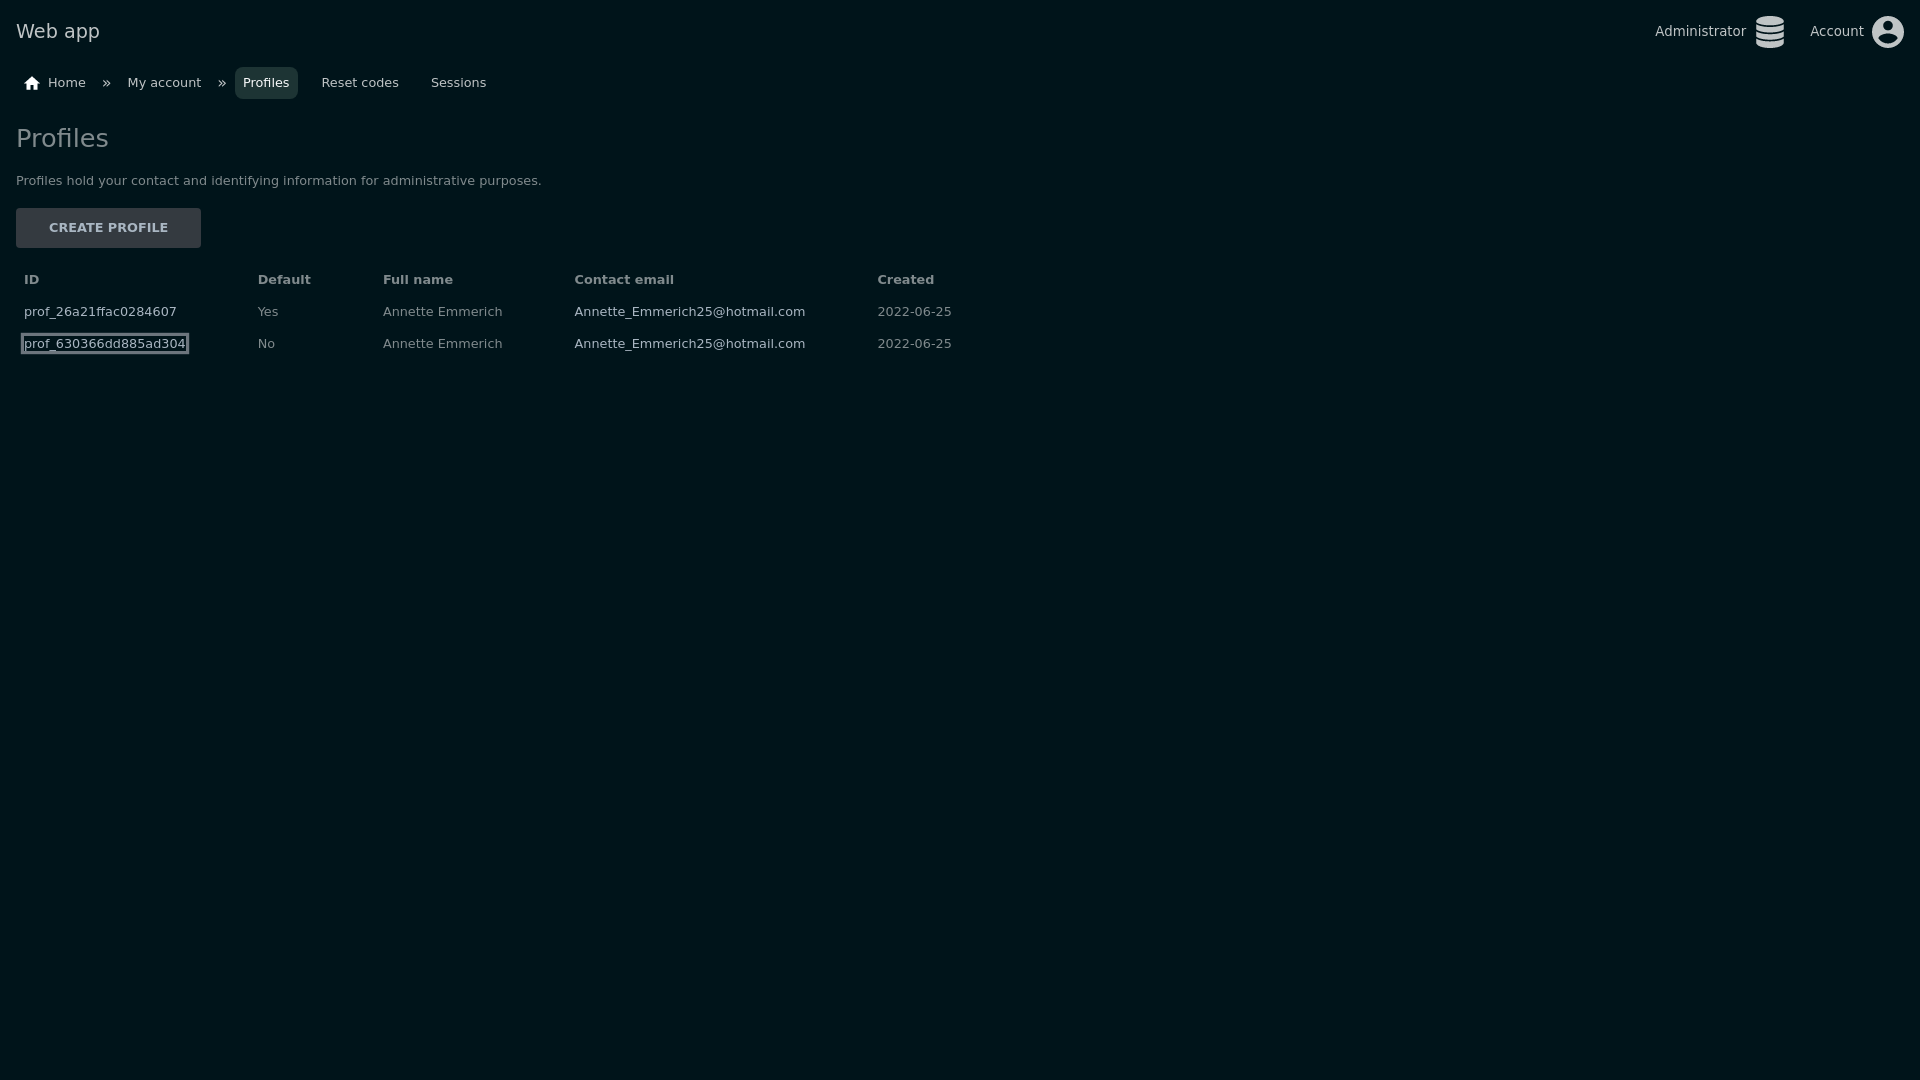 Web app
Administrator
Account
Home » My account » Profiles Reset codes Sessions
Profiles
Profiles hold your contact and identifying information for administrative purposes.
CREATE PROFILE
ID Default Full name Contact email Created
prof_26a21ffac0284607 Yes Annette Emmerich Annette_Emmerich25@hotmail.com 2022-06-25
prof_630366dd885ad304 No Annette Emmerich Annette_Emmerich25@hotmail.com 2022-06-25